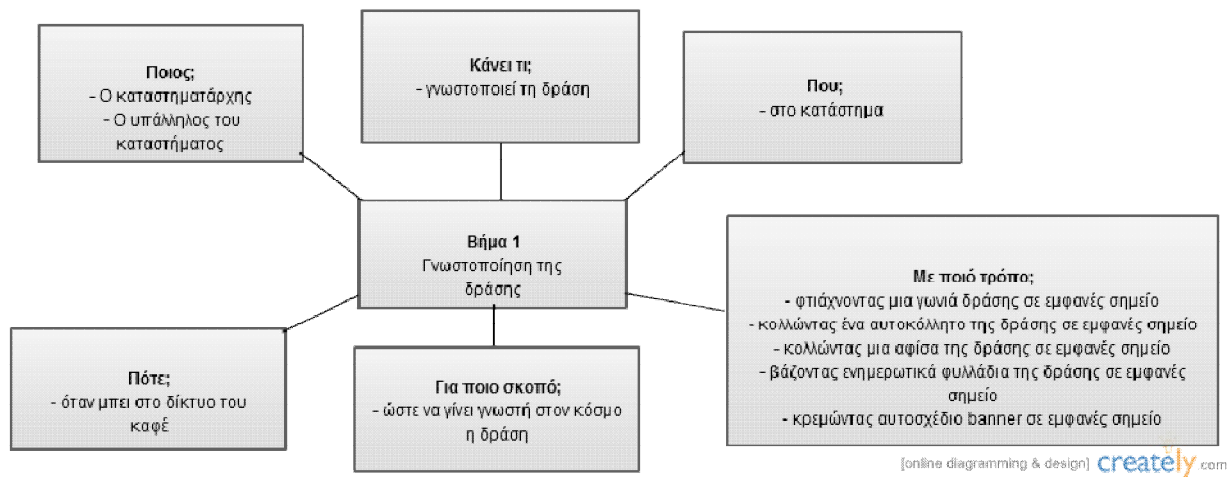 Ποιος;
- Ο καταστηματάρχης
- Ο υπάλληλος του
καταστήματος
Κάνει τι;
- γνωστοποιεί τη δράση
Που;
- στο κατάστημα
Βήμα 1
Γνωστοποίηση της
δράσης
Με ποιό τρόπο;
- φτιάχνοντας μια γωνιά δράσης σε εμφανές σημείο
- κολλώντας ένα αυτοκόλλητο της δράσης σε εμφανές σημείο
- κολλώντας μια αφίσα της δράσης σε εμφανές σημείο
- βάζοντας ενημερωτικά φυλλάδια της δράσης σε εμφανές
σημείο
- κρεμώντας αυτοσχέδιο banner σε εμφανές σημείο
Πότε;
- όταν μπει στο δίκτυο του
καφέ
Για ποιο σκοπό;
- ώστε να γίνει γνωστή στον κόσμο
η δράση
[online diagramming & design] creately.com